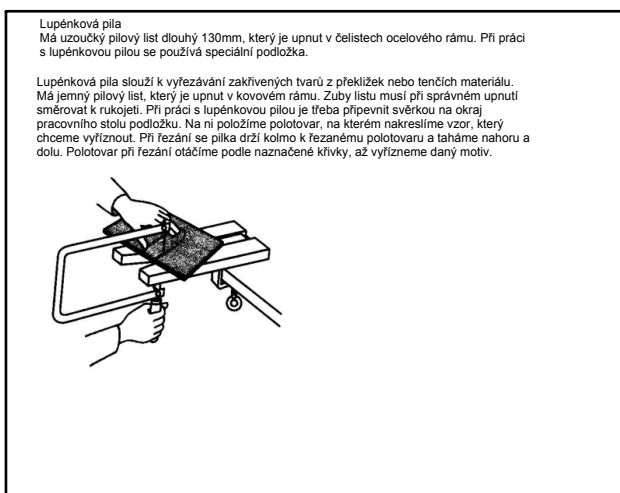 Lupénková pila
Má uzoučký pilový list dlouhý 130mm, který je upnut v čelistech ocelového rámu. Při práci
s lupénkovou pilou se používá speciální podložka.
Lupénková pila slouží k vyřezávání zakřivených tvarů z překližek nebo tenčích materiálu.
Má jemný pilový list, který je upnut v kovovém rámu. Zuby listu musí při správném upnutí
směrovat k rukojeti. Při práci s lupénkovou pilou je třeba připevnit svěrkou na okraj
pracovního stolu podložku. Na ni položíme polotovar, na kterém nakreslíme vzor, který
chceme vyříznout. Při řezání se pilka drží kolmo k řezanému polotovaru a taháme nahoru a
dolu. Polotovar při řezání otáčíme podle naznačené křivky, až vyřízneme daný motiv.